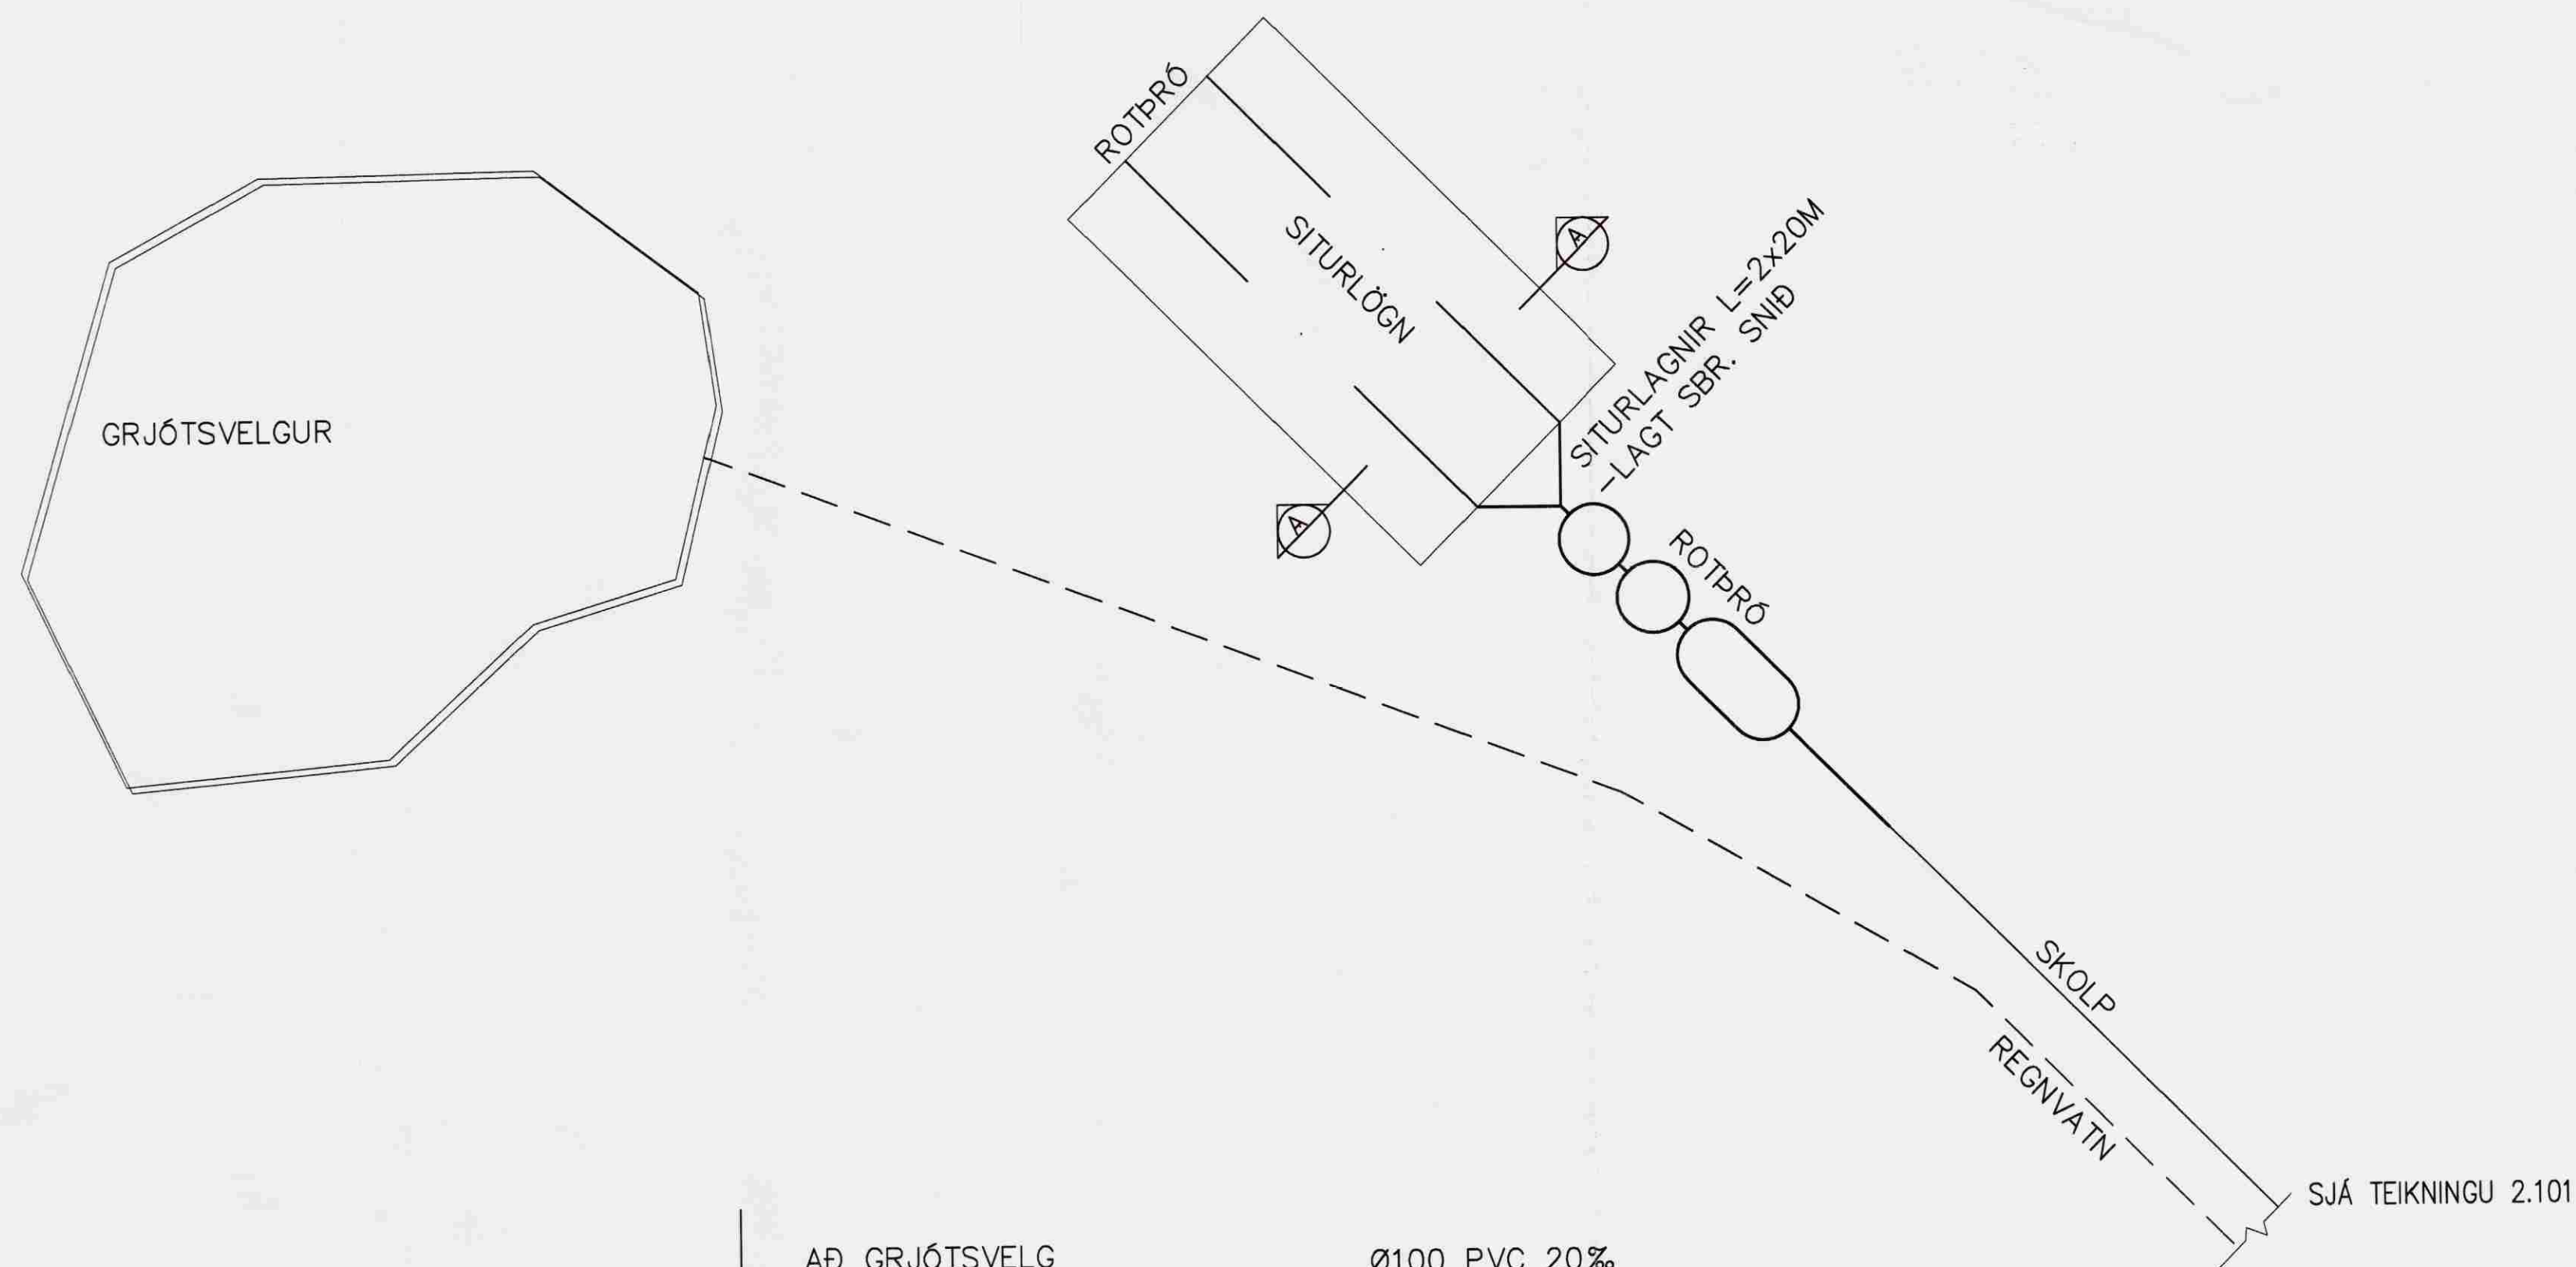 ROTÞRÓ
SITURLÖGN
A
SITURLAGNIR L=2x20M
-LAGT SBR. SNIÐ
GRJÓTSVELGUR
A
ROTÞRÓ
SKOLP
REGNVATN
SJÁ TEIKNINGU 2.101
AÐ GRJÓTSVELG
Ø100 PVC 20‰